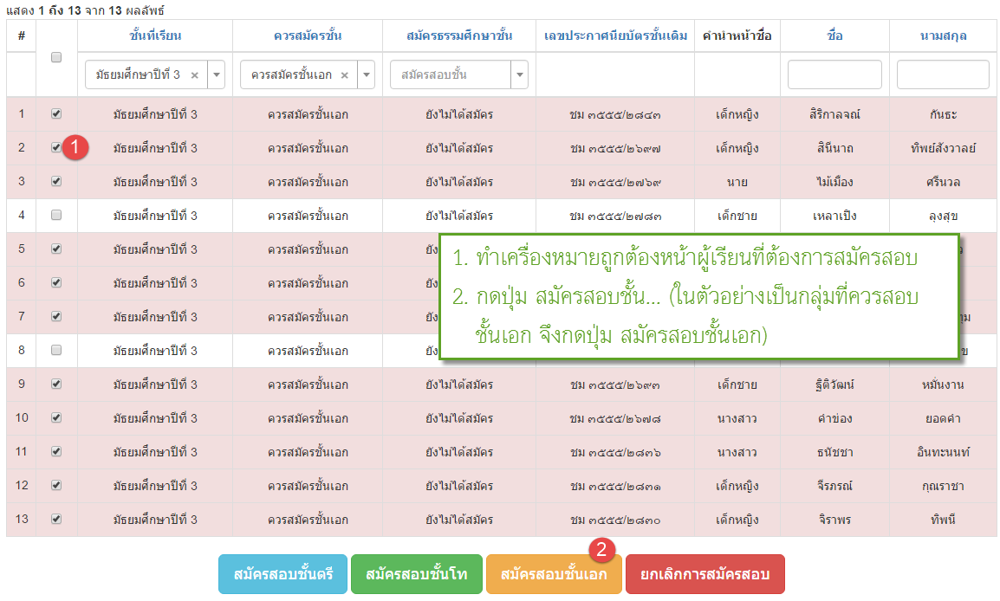 แสดง 1 ถึง 13 จาก 13 ผลลัพธ์
# ชั้นที่เรียน ควรสมัครชั้น สมัครธรรมศึกษาชั้น เลขประกาศนียบัตรชั้นเดิม คำนำหน้าชื่อ ชื่อ นามสกุล
มัธยมศึกษาปีที่ 3 × ควรสมัครชั้นเอก × สมัครสอบชั้น
1 มัธยมศึกษาปีที่ 3 ควรสมัครชั้นเอก ยังไม่ได้สมัคร ชม ๓๕๕๕/๒๘๔๓ เด็กหญิง สิริกาลจณ์ กันธะ
2 1 มัธยมศึกษาปีที่ 3 ควรสมัครชั้นเอก ยังไม่ได้สมัคร ชม ๓๕๕๕/๒๖๙๗ เด็กหญิง สินีนาถ ทิพย์สังวาลย์
3 มัธยมศึกษาปีที่ 3 ควรสมัครชั้นเอก ยังไม่ได้สมัคร ชม ๓๕๕๕/๒๗๖๙ นาย ไม้เมือง ศรีนวล
4 มัธยมศึกษาปีที่ 3 ควรสมัครชั้นเอก ยังไม่ได้สมัคร ชม ๓๕๕๕/๒๗๘๓ เด็กชาย เหลาเปิง ลุงสุข
5 มัธยมศึกษาปีที่ 3 ควรสมัครชั้นเอก
6 มัธยมศึกษาปีที่ 3 ควรสมัครชั้นเอก
7 มัธยมศึกษาปีที่ 3 ควรสมัครชั้นเอก
8 มัธยมศึกษาปีที่ 3 ควรสมัครชั้นเอก
1. ทำเครื่องหมายถูกต้องหน้าผู้เรียนที่ต้องการสมัครสอบ
2. กดปุ่ม สมัครสอบชั้น... (ในตัวอย่างเป็นกลุ่มที่ควรสอบ
ชั้นเอก จึงกดปุ่ม สมัครสอบชั้นเอก)
9 มัธยมศึกษาปีที่ 3 ควรสมัครชั้นเอก ยังไม่ได้สมัคร ชม ๓๕๕๕/๒๖๙๓ เด็กชาย ฐิติวัฒน์ หมั่นงาน
10 มัธยมศึกษาปีที่ 3 ควรสมัครชั้นเอก ยังไม่ได้สมัคร ชม ๓๕๕๕/๒๖๗๘ นางสาว คำข่อง ยอดคำ
11 มัธยมศึกษาปีที่ 3 ควรสมัครชั้นเอก ยังไม่ได้สมัคร ชม ๓๕๕๕/๒๘๓๖ นางสาว ธนัชชา อินทะนนท์
12 มัธยมศึกษาปีที่ 3 ควรสมัครชั้นเอก ยังไม่ได้สมัคร ชม ๓๕๕๕/๒๘๓๑ เด็กหญิง จีรภรณ์ กุณราชา
13 มัธยมศึกษาปีที่ 3 ควรสมัครชั้นเอก ยังไม่ได้สมัคร ชม ๓๕๕๕/๒๘๓๐ เด็กหญิง จิราพร ทิพนี
2
สมัครสอบชั้นตรี สมัครสอบชั้นโท สมัครสอบชั้นเอก ยกเลิกการสมัครสอบ